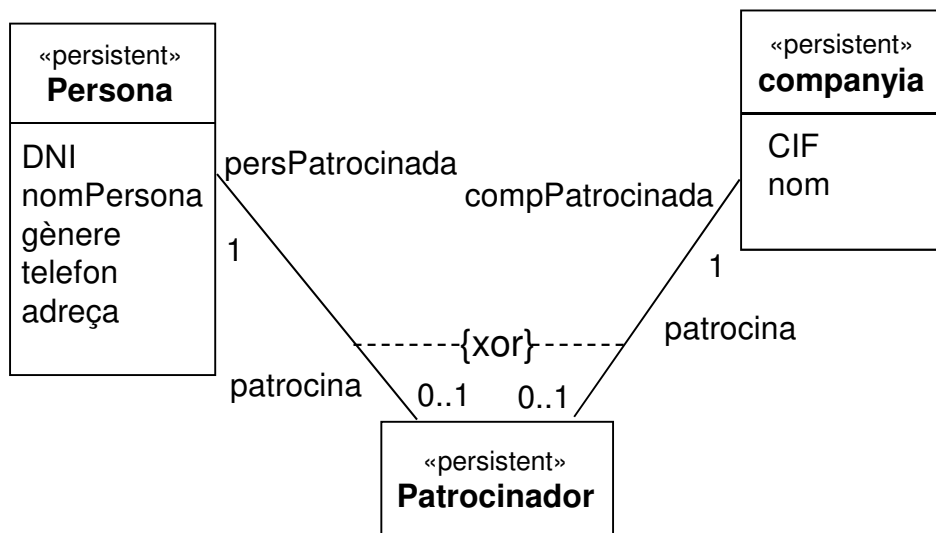 «persistent»
Persona
DNI
nomPersona
gènere
telefon
adreça
«persistent»
companyia
CIF
nom
persPatrocinada
1
compPatrocinada
1
{xor}
patrocina
patrocina
0..1
0..1
«persistent»
Patrocinador